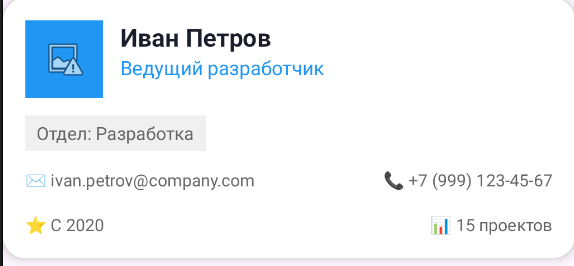 Иван Петров
Ведущий разработчик
Отдел: Разработка
✉️ ivan.petrov@company.com
📞 +7 (999) 123-45-67
⭐ С 2020
📊 15 проектов